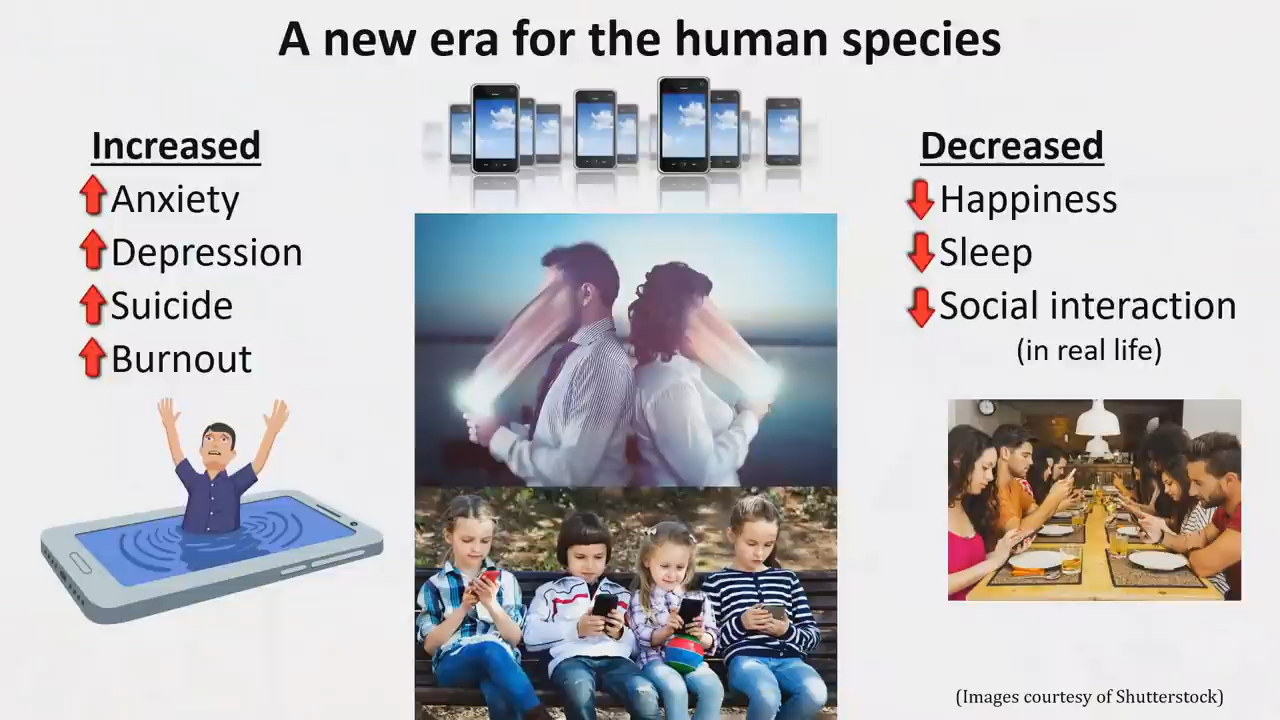 A new era for the human species
Increased
Anxiety
Depression
Suicide
Burnout
Decreased
Happiness
Sleep
Social interaction
(in real life)
(Images courtesy of Shutterstock)